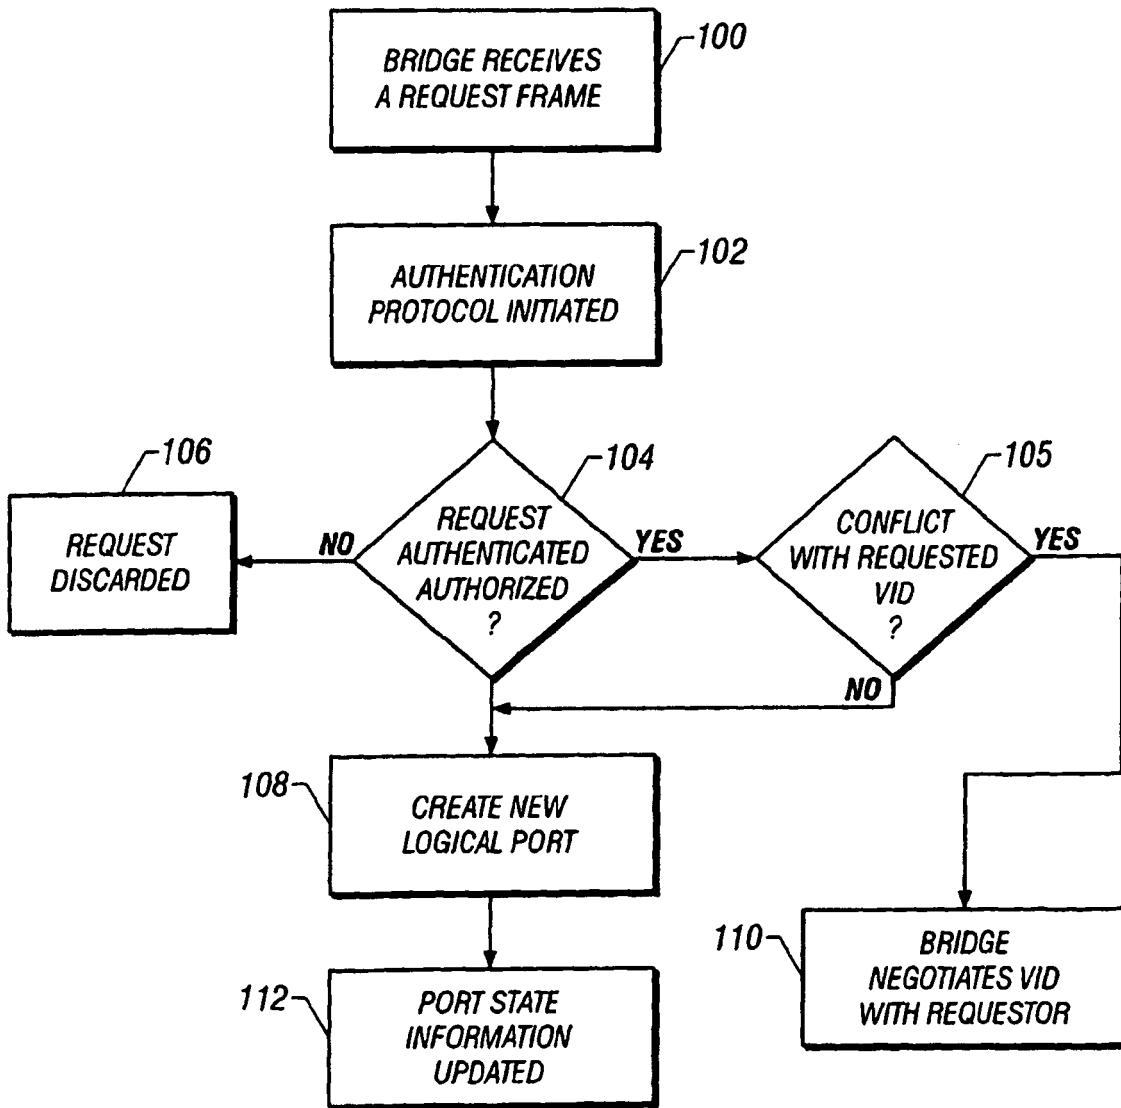 BRIDGE RECEIVES
A REQUEST FRAME
100
AUTHENTICATION
PROTOCOL INITIATED
102
106
REQUEST
DISCARDED
NO
104
REQUEST
AUTHENTICATED
AUTHORIZED
?
YES
105
CONFLICT
WITH REQUESTED
VID
?
YES
NO
108
CREATE NEW
LOGICAL PORT
110
BRIDGE
NEGOTIATES VID
WITH REQUESTOR
112
PORT STATE
INFORMATION
UPDATED